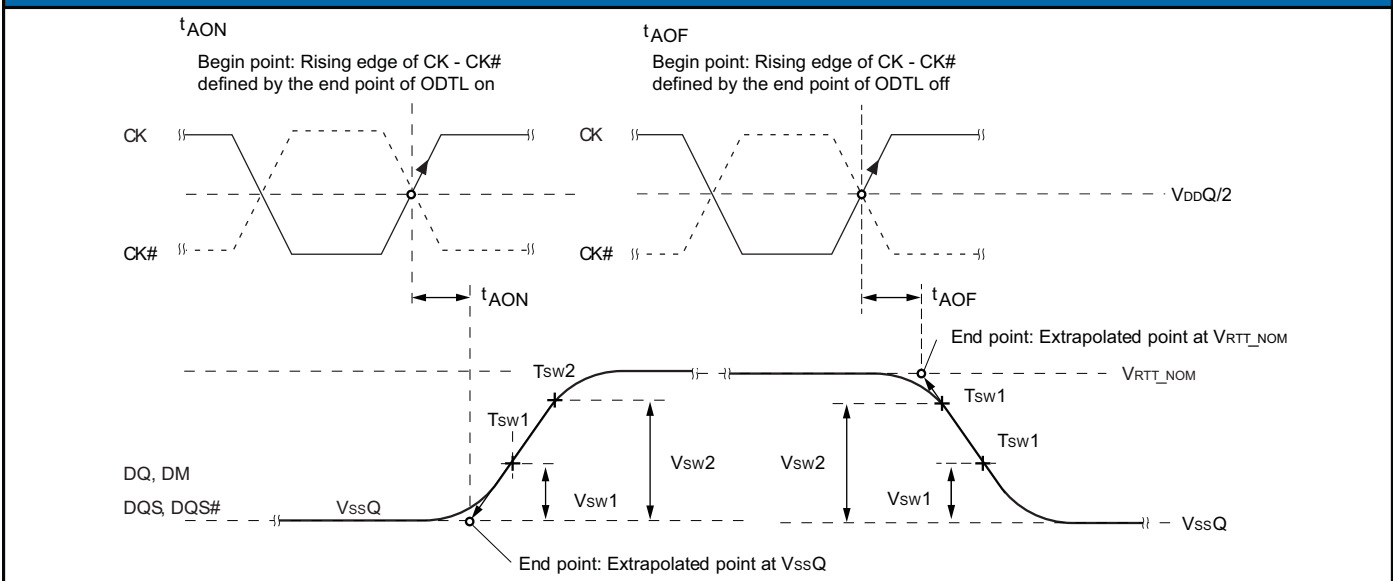 tAON
Begin point: Rising edge of CK - CK#
defined by the end point of ODTL on
tAOF
Begin point: Rising edge of CK - CK#
defined by the end point of ODTL off
CK
CK
VDDQ/2
CK#
CK#
tAON
tAOF
End point: Extrapolated point at VRTT_NOM
TSW2
VRTT_NOM
TSW1
TSW1
TSW1
VSW2
VSW2
DQ, DM
VSW1
VSW1
DQS, DQS#
VSSQ
VSSQ
End point: Extrapolated point at VSSQ